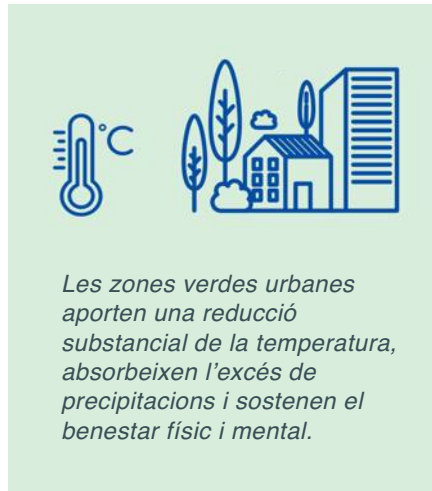 °C
Les zones verdes urbanes
aporten una reducció
substancial de la temperatura,
absorbeixen l’excés de
precipitacions i sostenen el
benestar físic i mental.